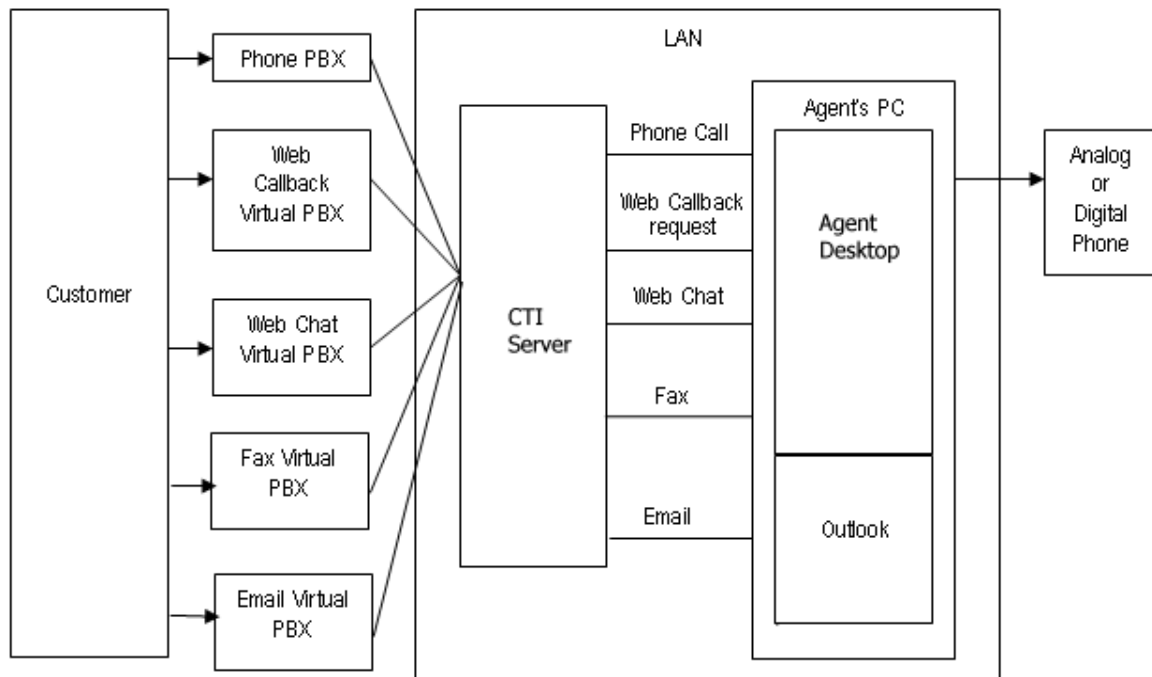 Customer
Phone PBX
Web
Callback
Virtual PBX
Web Chat
Virtual PBX
Fax Virtual
PBX
Email Virtual
PBX
LAN
CTI
Server
Phone Call
Web Callback
request
Web Chat
Fax
Email
Agent's PC
Agent
Desktop
Outlook
Analog
or
Digital
Phone